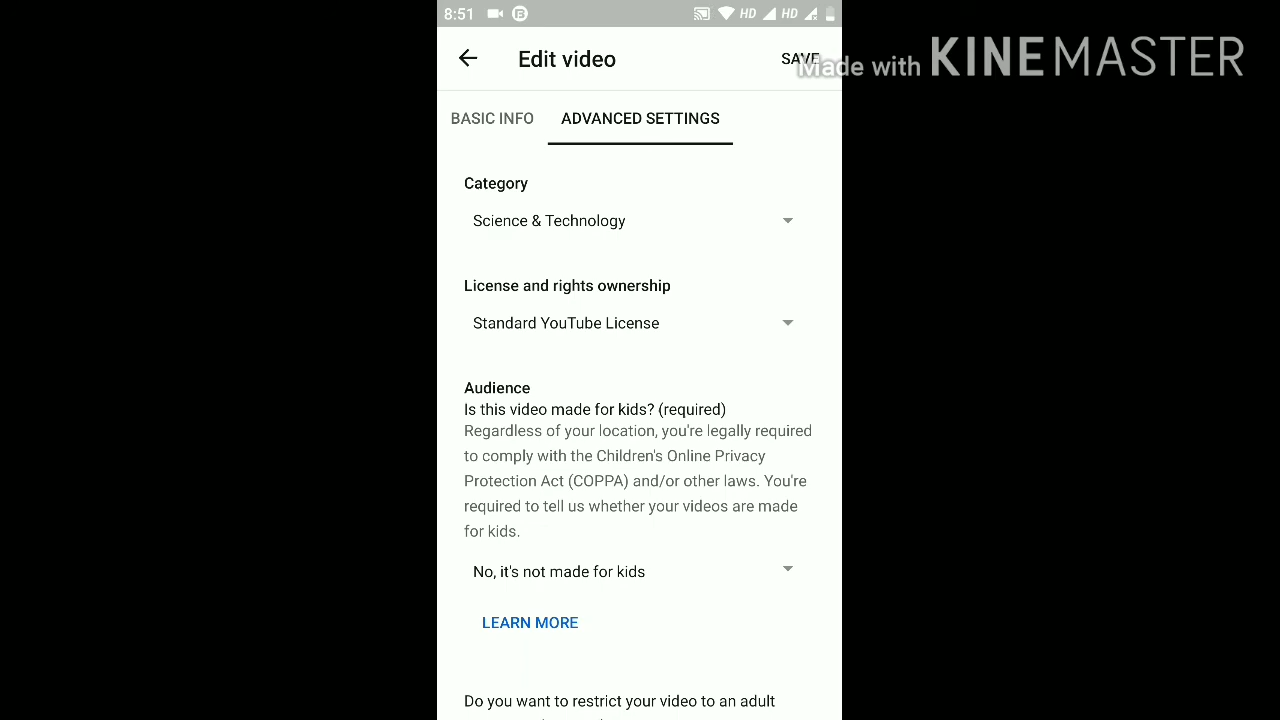 8:51 HD HD
Edit video SAVE
Made with KINEMASTER
BASIC INFO ADVANCED SETTINGS
Category
Science & Technology
License and rights ownership
Standard YouTube License
Audience
Is this video made for kids? (required)
Regardless of your location, you're legally required
to comply with the Children's Online Privacy
Protection Act (COPPA) and/or other laws. You're
required to tell us whether your videos are made
for kids.
No, it's not made for kids
LEARN MORE
Do you want to restrict your video to an adult